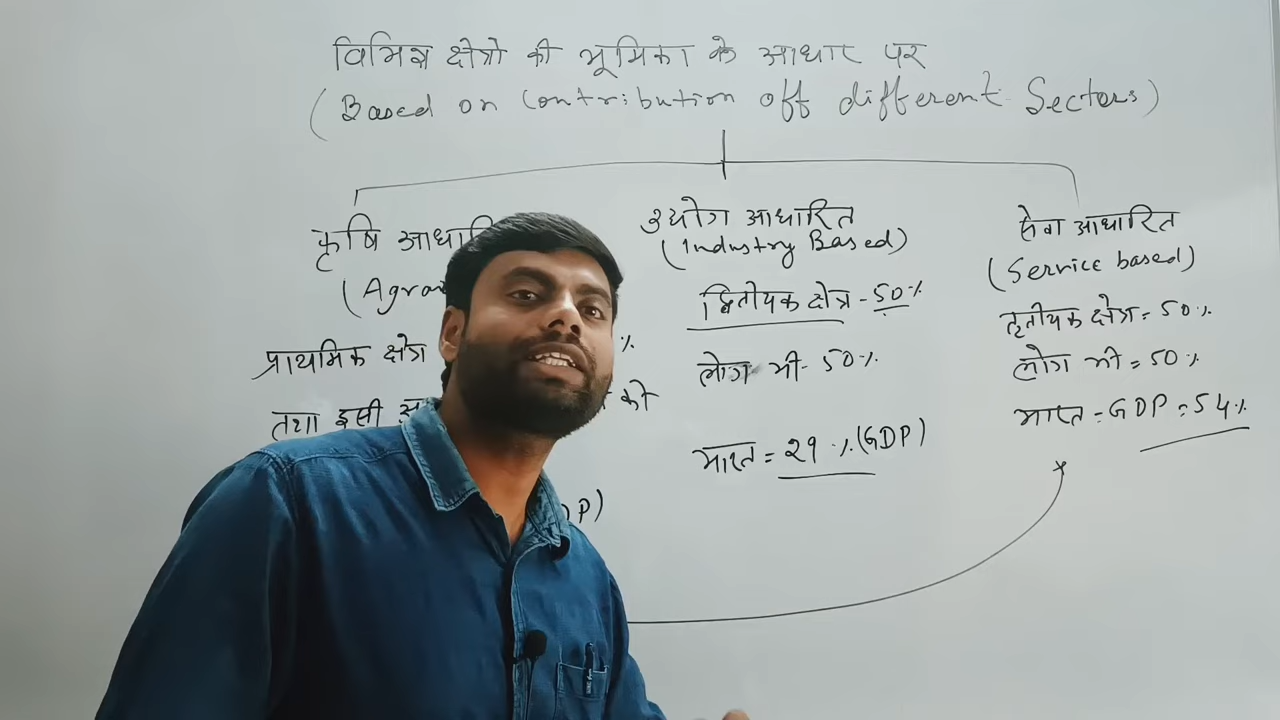 विभिन्न क्षेत्रो की भूमिका के आधार पर
(Based on Contribution off different Sectors)
कृषि
प्राथमिक क्षेत्र %
तथा इसी को
उद्योग आधारित
(Industry Based)
द्वितीयक क्षेत्र - 50%
लोग भी - 50%
भारत = 29 % (GDP)
सेवा आधारित
(Service based)
तृतीयक क्षेत्र = 50%
लोग भी = 50%
भारत = GDP = 54%